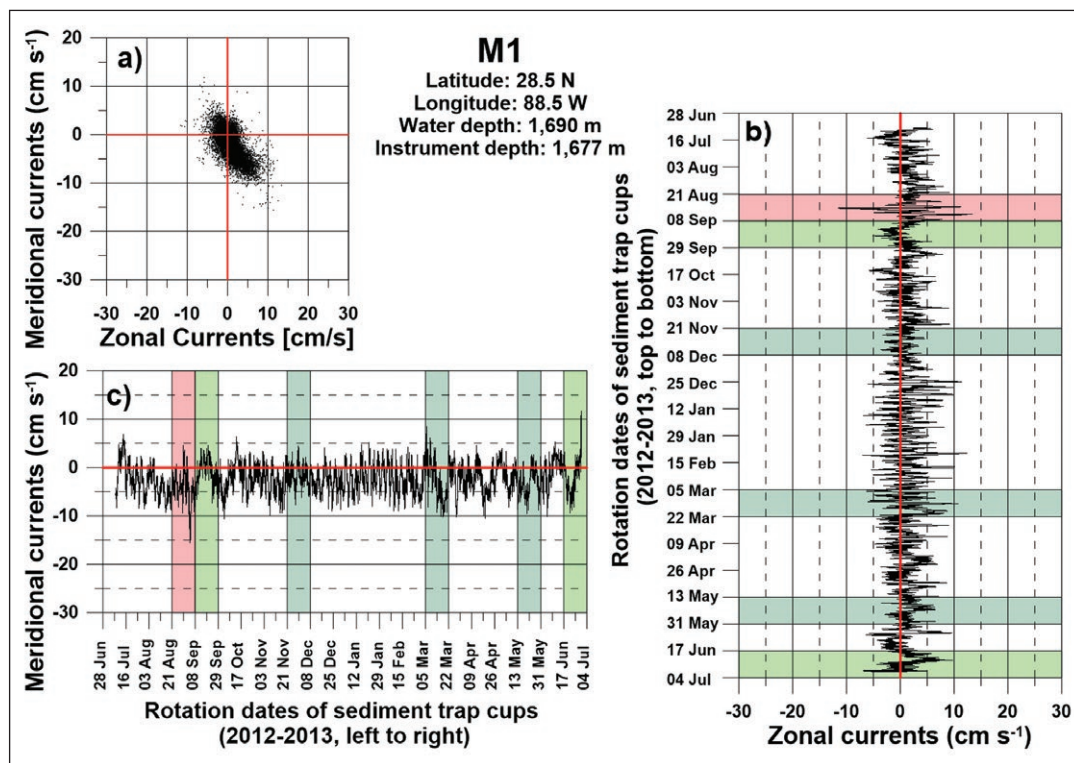 a)
Meridional currents (cm s⁻¹)
20
10
0
-10
-20
-30
-30 -20 -10 0 10 20 30
Zonal Currents [cm/s]
M1
Latitude: 28.5 N
Longitude: 88.5 W
Water depth: 1,690 m
Instrument depth: 1,677 m
b)
Rotation dates of sediment trap cups
(2012-2013, top to bottom)
28 Jun
16 Jul
03 Aug
21 Aug
08 Sep
29 Sep
17 Oct
03 Nov
21 Nov
08 Dec
25 Dec
12 Jan
29 Jan
15 Feb
05 Mar
22 Mar
09 Apr
26 Apr
13 May
31 May
17 Jun
04 Jul
-30 -20 -10 0 10 20 30
Zonal currents (cm s⁻¹)
c)
Meridional currents (cm s⁻¹)
20
10
0
-10
-20
-30
28 Jun
16 Jul
03 Aug
21 Aug
08 Sep
29 Sep
17 Oct
03 Nov
21 Nov
08 Dec
25 Dec
12 Jan
29 Jan
15 Feb
05 Mar
22 Mar
09 Apr
26 Apr
13 May
31 May
17 Jun
04 Jul
Rotation dates of sediment trap cups
(2012-2013, left to right)